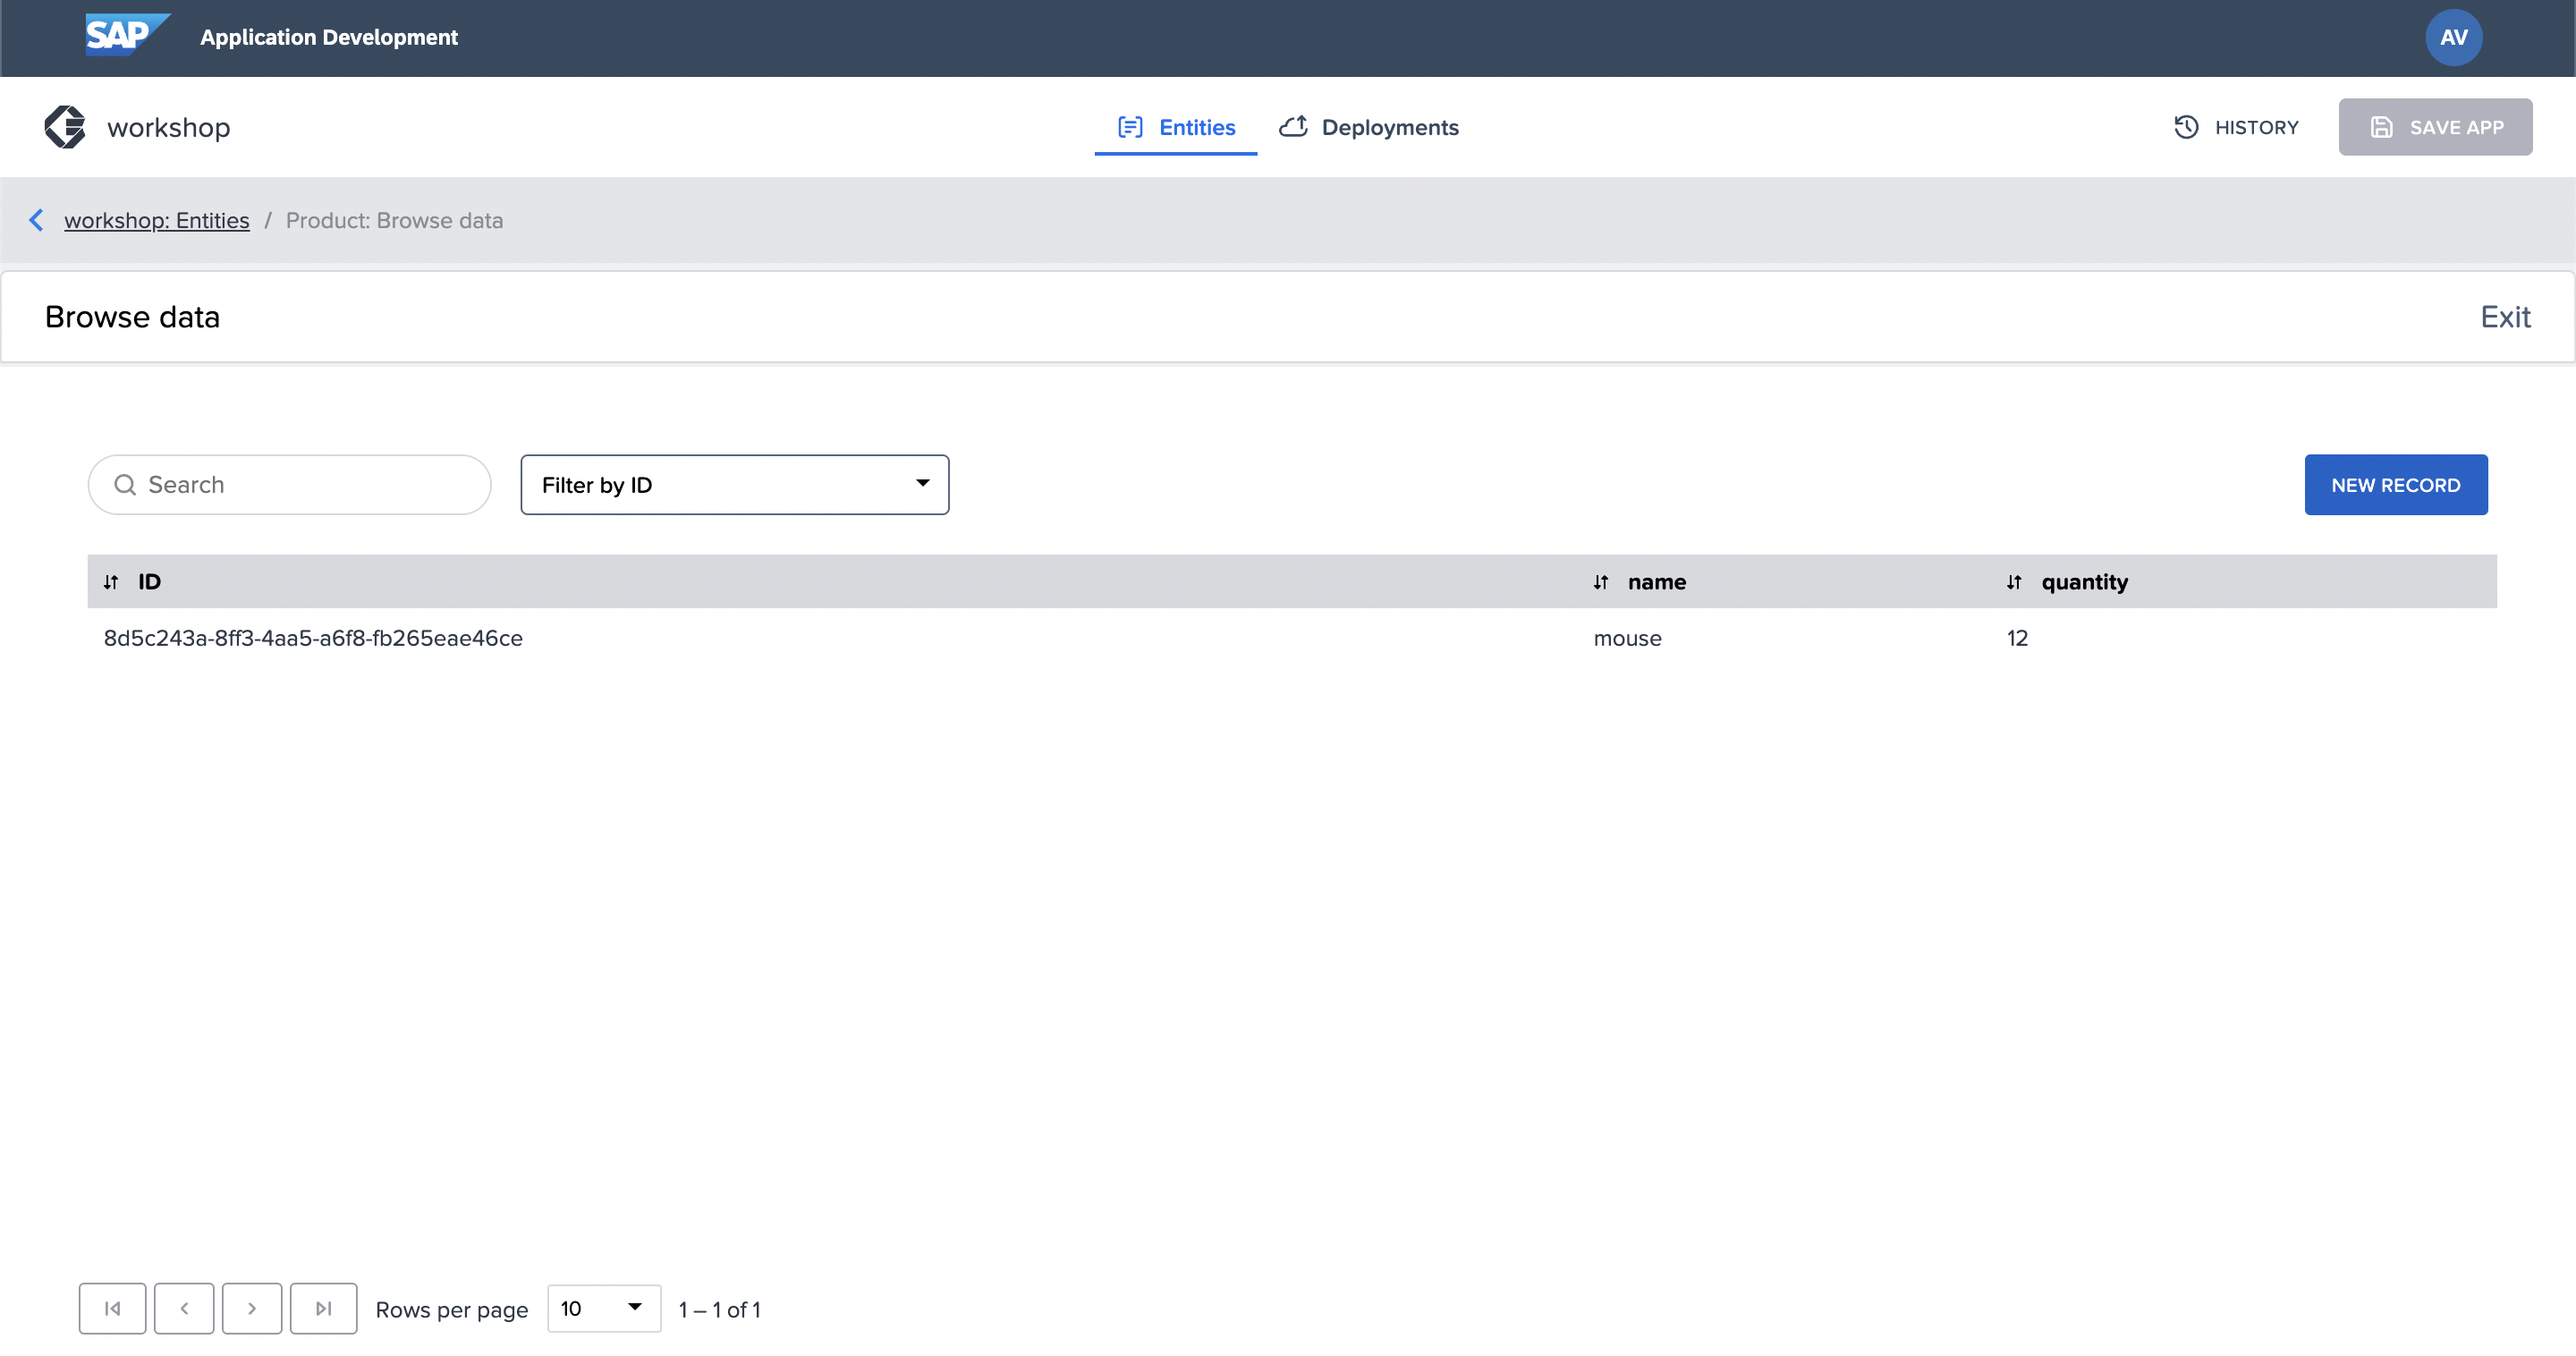 SAP Application Development AV
workshop Entities Deployments HISTORY SAVE APP
workshop: Entities / Product: Browse data
Browse data Exit
Search Filter by ID NEW RECORD
ID name quantity
8d5c243a-8ff3-4aa5-a6f8-fb265eae46ce mouse 12
Rows per page 10 1 – 1 of 1